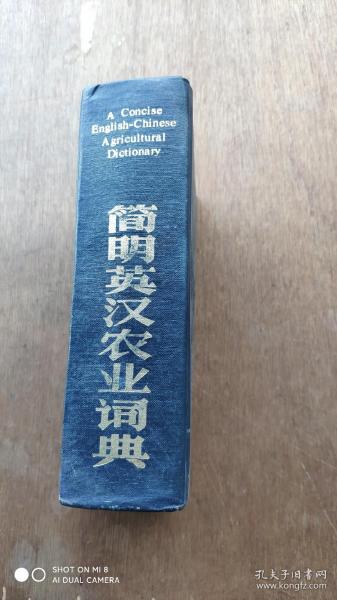 A Concise
English-Chinese
Agricultural
Dictionary
简明英汉农业词典
SHOT ON MI 8
AI DUAL CAMERA
孔夫子旧书网
www.kongfz.com